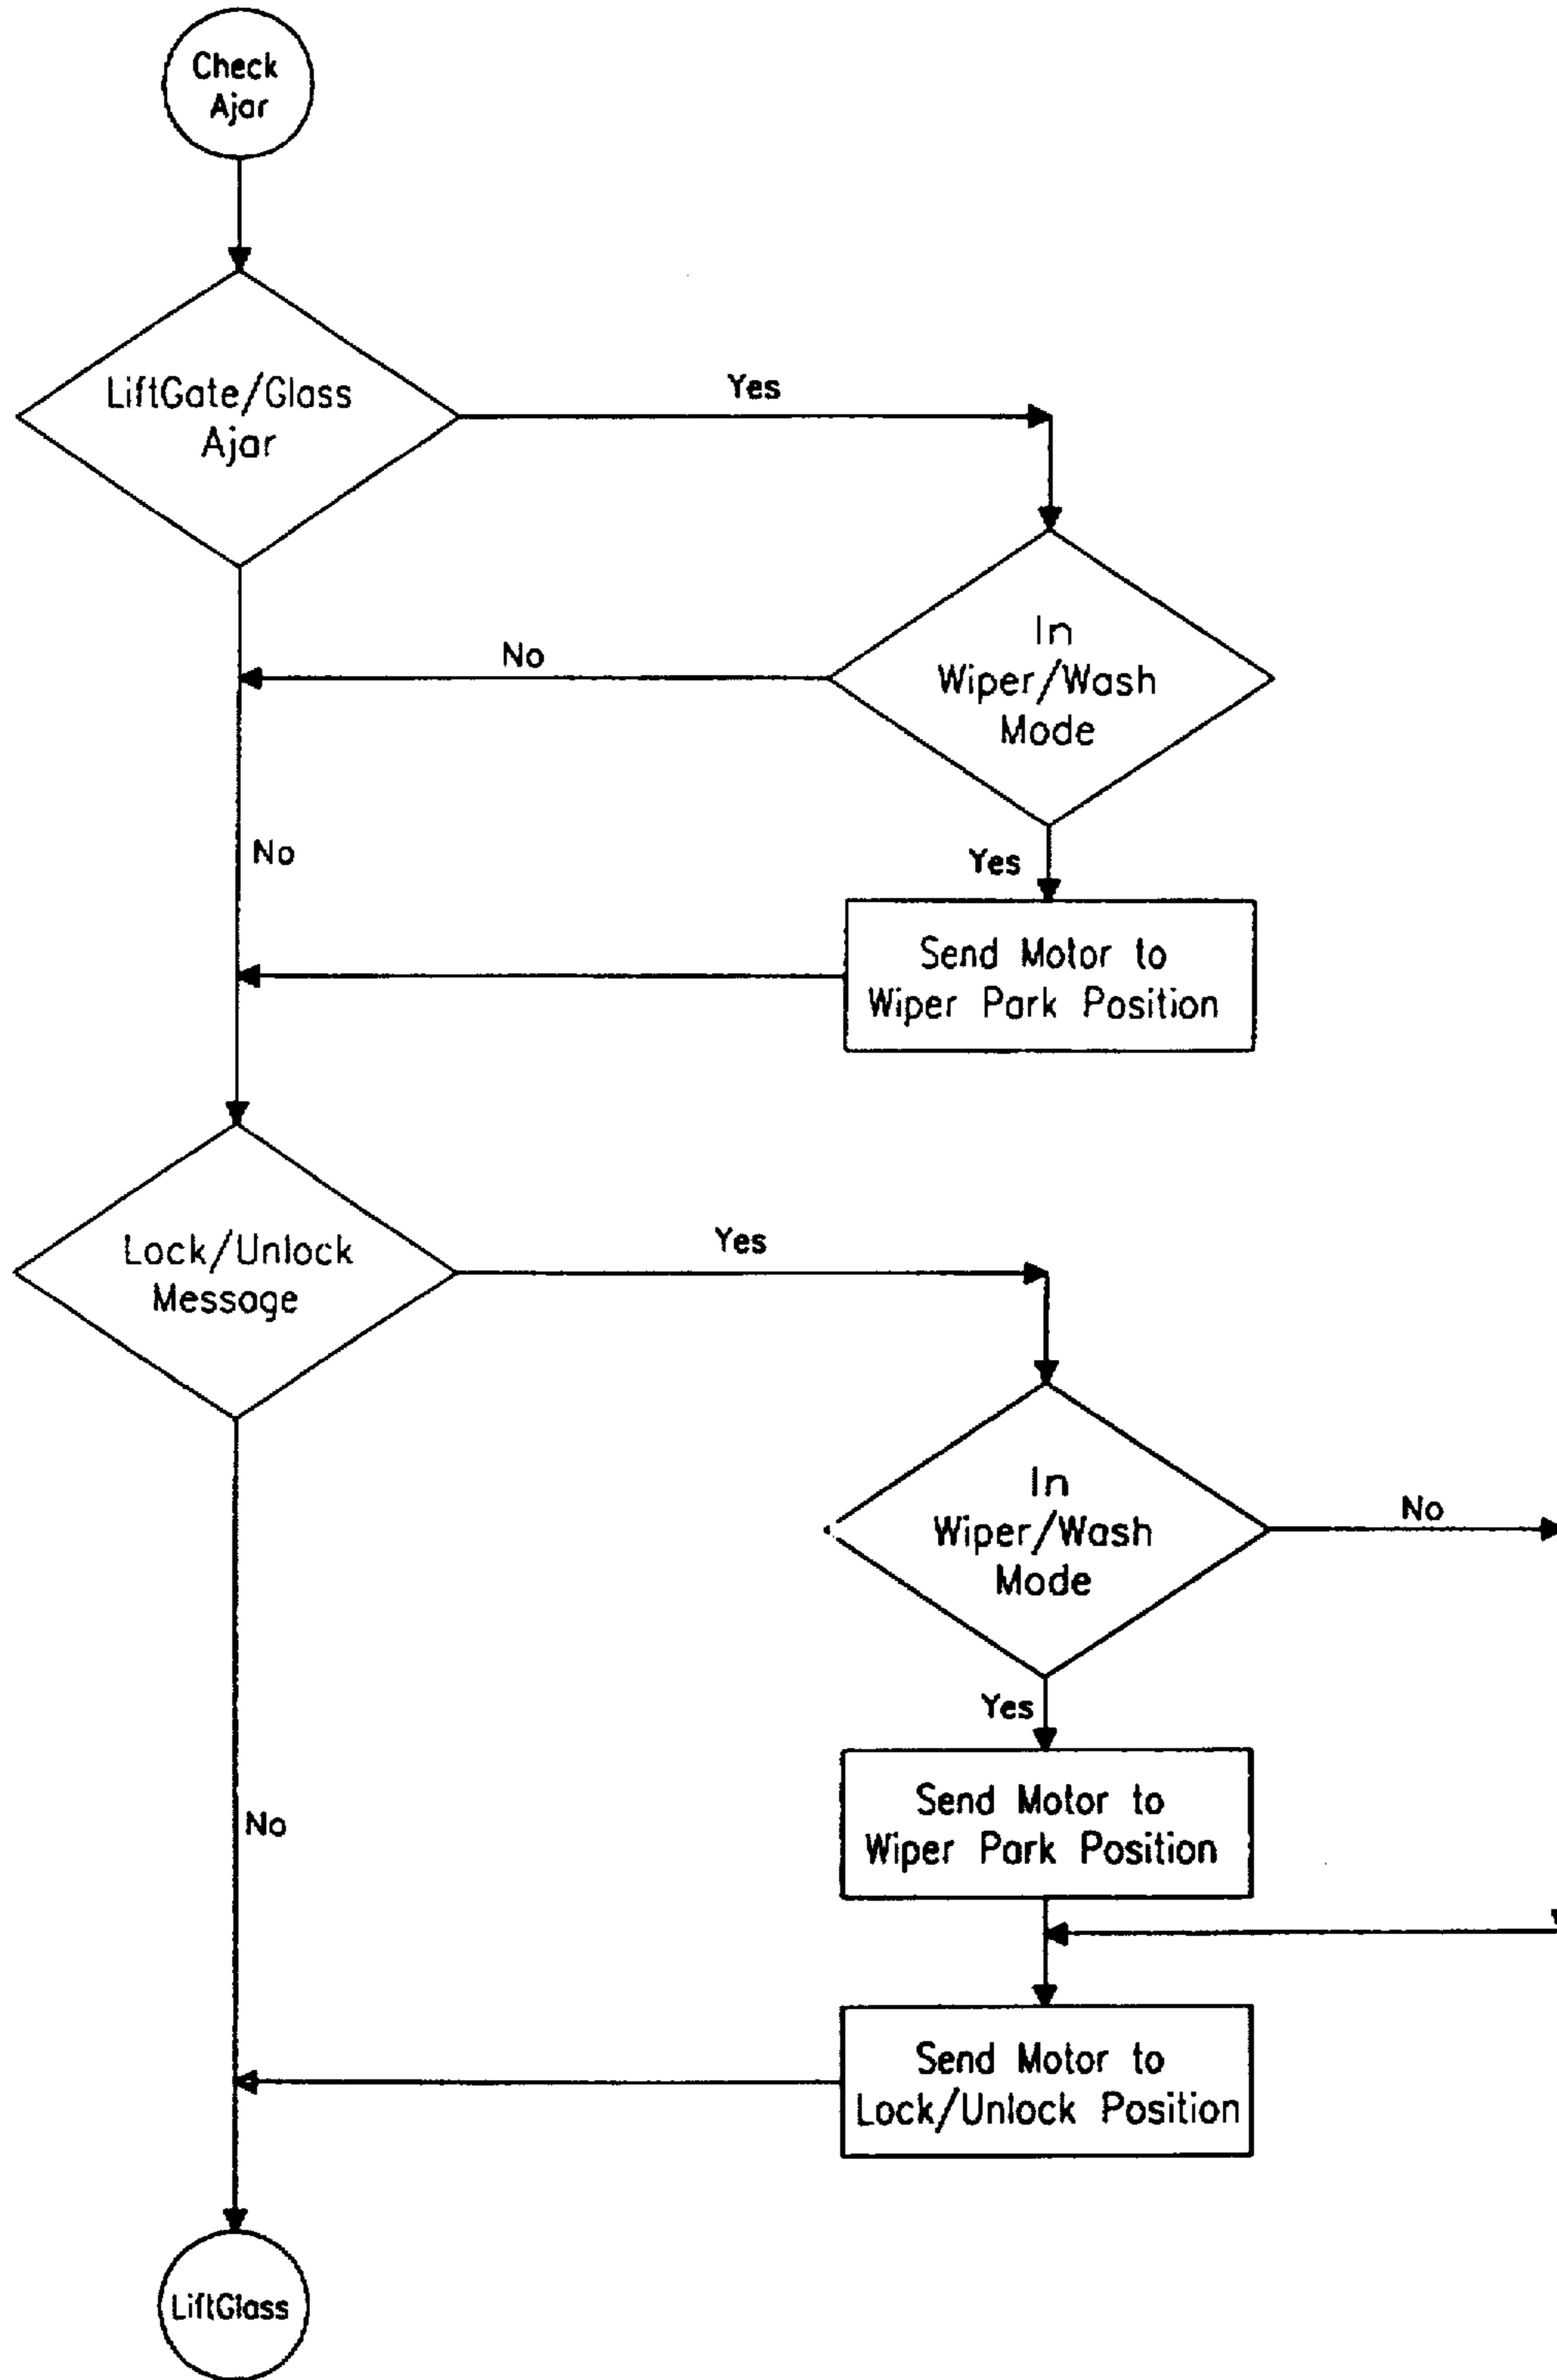 Check
Ajar
LiftGate/Glass
Ajar
Yes
In
Wiper/Wash
Mode
No
No
Yes
Send Motor to
Wiper Park Position
Lock/Unlock
Message
Yes
In
Wiper/Wash
Mode
No
Yes
Send Motor to
Wiper Park Position
No
Send Motor to
Lock/Unlock Position
LiftGlass